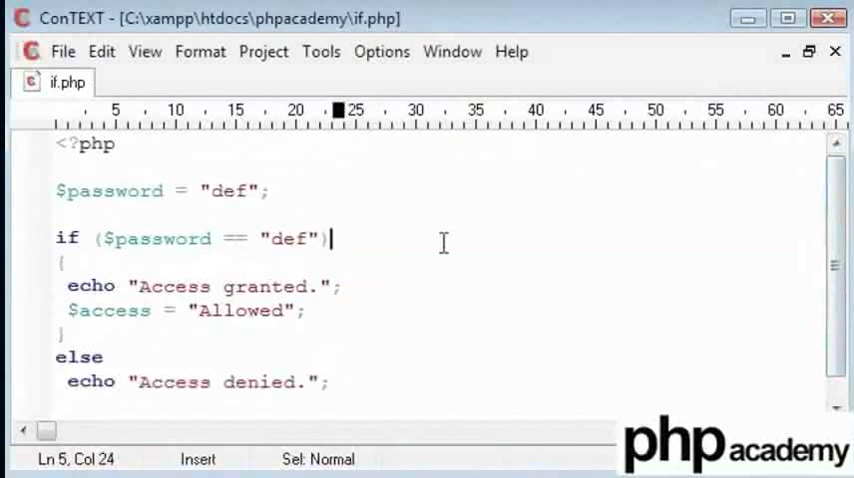 ConTEXT - [C:\xampp\htdocs\phpacademy\if.php]
File Edit View Format Project Tools Options Window Help
if.php
5 10 15 20 25 30 35 40 45 50 55 60 65
<?php
$password = "def";
if ($password == "def")
{
echo "Access granted.";
$access = "Allowed";
}
else
echo "Access denied.";
Ln 5, Col 24 Insert Sel: Normal
php academy